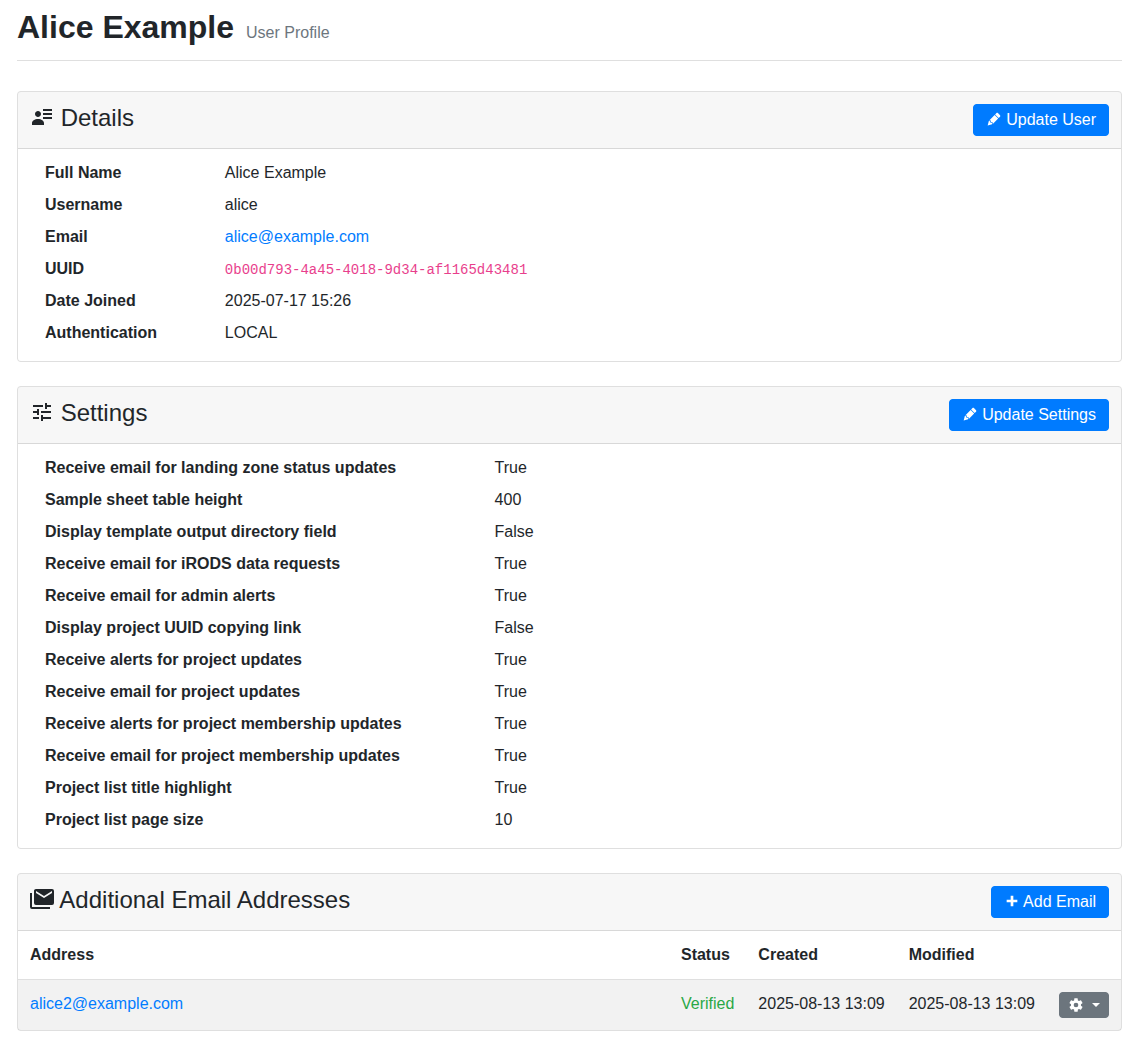 Alice Example User Profile
Details
Update User
Full Name Alice Example
Username alice
Email alice@example.com
UUID 0b00d793-4a45-4018-9d34-af1165d43481
Date Joined 2025-07-17 15:26
Authentication LOCAL
Settings
Update Settings
Receive email for landing zone status updates True
Sample sheet table height 400
Display template output directory field False
Receive email for iRODS data requests True
Receive email for admin alerts True
Display project UUID copying link False
Receive alerts for project updates True
Receive email for project updates True
Receive alerts for project membership updates True
Receive email for project membership updates True
Project list title highlight True
Project list page size 10
Additional Email Addresses
Add Email
Address Status Created Modified
alice2@example.com Verified 2025-08-13 13:09 2025-08-13 13:09